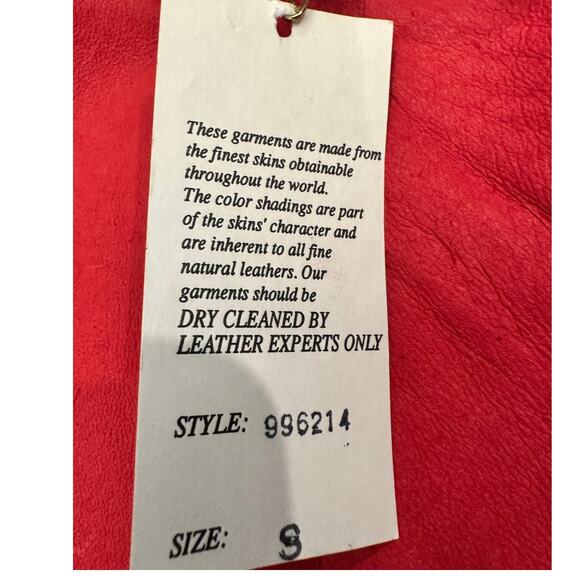 These garments are made from
the finest skins obtainable
throughout the world.
The color shadings are part
of the skins' character and
are inherent to all fine
natural leathers. Our
garments should be
DRY CLEANED BY
LEATHER EXPERTS ONLY
STYLE: 996214
SIZE: S